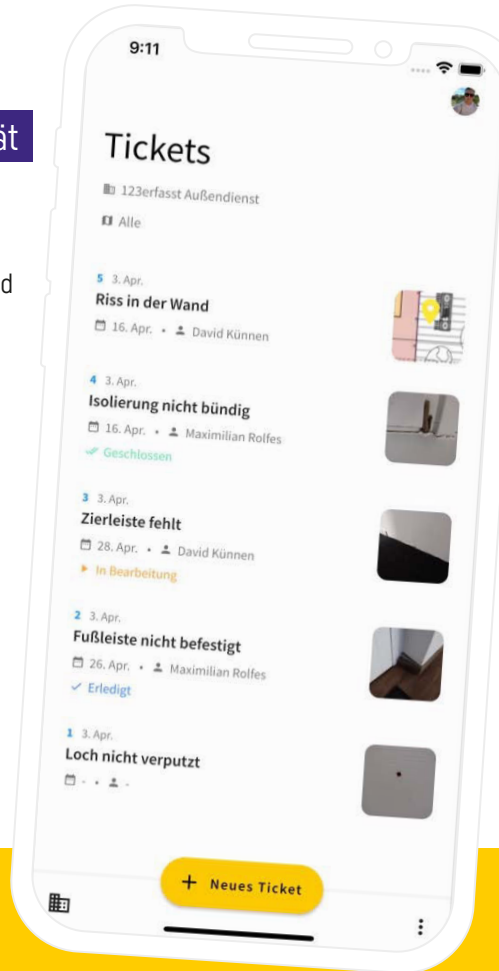 9:11
ät
Tickets
123erfasst Außendienst
Alle
d
5 3. Apr.
Riss in der Wand
16. Apr. • David Künnen
4 3. Apr.
Isolierung nicht bündig
16. Apr. • Maximilian Rolfes
Geschlossen
3 3. Apr.
Zierleiste fehlt
28. Apr. • David Künnen
In Bearbeitung
2 3. Apr.
Fußleiste nicht befestigt
26. Apr. • Maximilian Rolfes
Erledigt
1 3. Apr.
Loch nicht verputzt
- • -
+ Neues Ticket